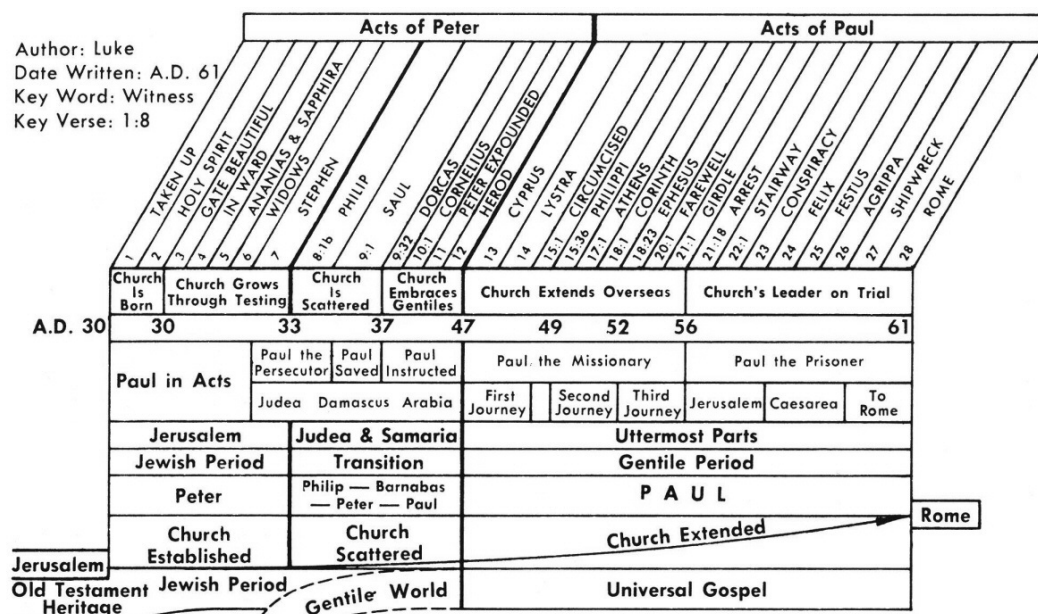 Acts of Peter Acts of Paul
Author: Luke
Date Written: A.D. 61
Key Word: Witness
Key Verse: 1:8
TAKEN UP
HOLY SPIRIT
GATE BEAUTIFUL
IN WARD
ANANIAS & SAPPHIRA
WIDOWS
STEPHEN
PHILIP
SAUL
DORCAS
CORNELIUS
PETER EXPOUNDED
HEROD
CYPRUS
LYSTRA
CIRCUMCISED
PHILIPPI
ATHENS
CORINTH
EPHESUS
FAREWELL
GIRDLE
ARREST
STAIRWAY
CONSPIRACY
FELIX
FESTUS
AGRIPPA
SHIPWRECK
ROME
1 2 3 4 5 6 7 8:1b 9:1 9:32 10:1 11 12 13 14 15:1 15:36 17:1 18:1 18:23 20:1 21:1 21:18 22:1 23 24 25 26 27 28
Church Is Born
Church Grows Through Testing
Church Is Scattered
Church Embraces Gentiles
Church Extends Overseas
Church's Leader on Trial
A.D. 30 30 33 37 47 49 52 56 61
Paul in Acts
Paul the Persecutor
Paul Saved
Paul Instructed
Paul the Missionary
Paul the Prisoner
Judea Damascus Arabia
First Journey
Second Journey
Third Journey
Jerusalem
Caesarea
To Rome
Jerusalem Judea & Samaria Uttermost Parts
Jewish Period Transition Gentile Period
Peter
Philip — Barnabas
— Peter — Paul
PAUL
Rome
Church Established
Church Scattered
Church Extended
Jerusalem
Old Testament Heritage
Jewish Period
Gentile World
Universal Gospel